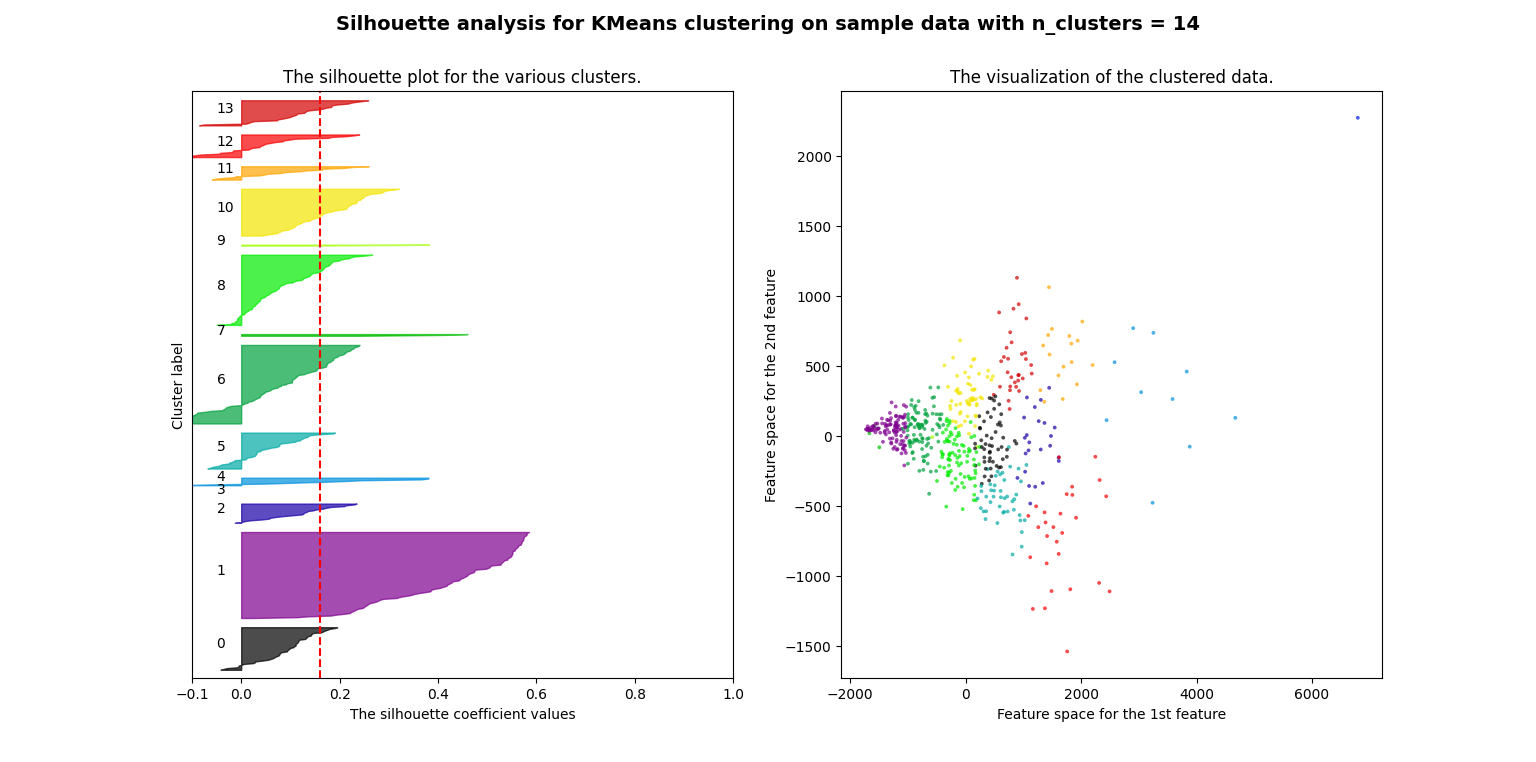 Silhouette analysis for KMeans clustering on sample data with n_clusters = 14
The silhouette plot for the various clusters.
Cluster label
13
12
11
10
9
8
7
6
5
4
3
2
1
0
−0.1 0.0 0.2 0.4 0.6 0.8 1.0
The silhouette coefficient values
The visualization of the clustered data.
Feature space for the 2nd feature
2000
1500
1000
500
0
−500
−1000
−1500
−2000 0 2000 4000 6000
Feature space for the 1st feature